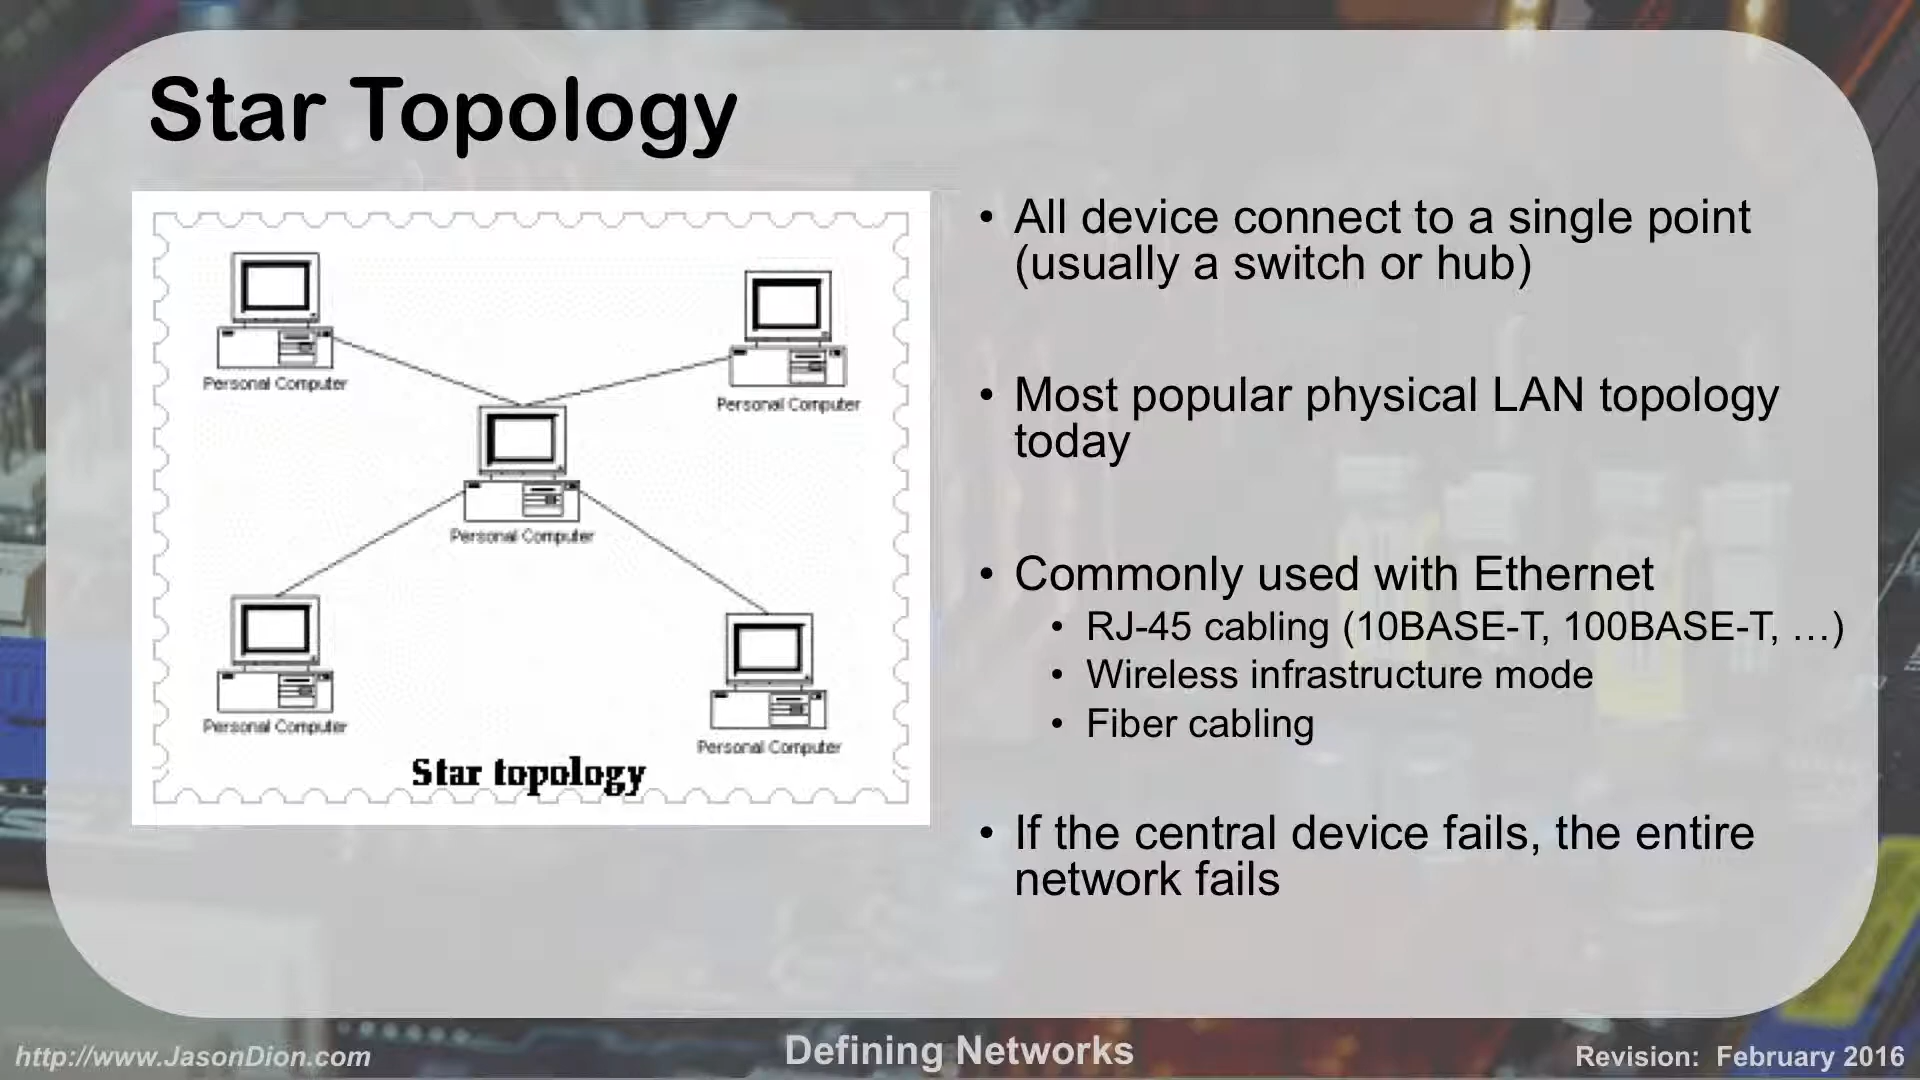 Star Topology
Personal Computer
Personal Computer
Personal Computer
Personal Computer
Personal Computer
Star topology
• All device connect to a single point
(usually a switch or hub)
• Most popular physical LAN topology
today
• Commonly used with Ethernet
• RJ-45 cabling (10BASE-T, 100BASE-T, …)
• Wireless infrastructure mode
• Fiber cabling
• If the central device fails, the entire
network fails
http://www.JasonDion.com
Defining Networks
Revision: February 2016